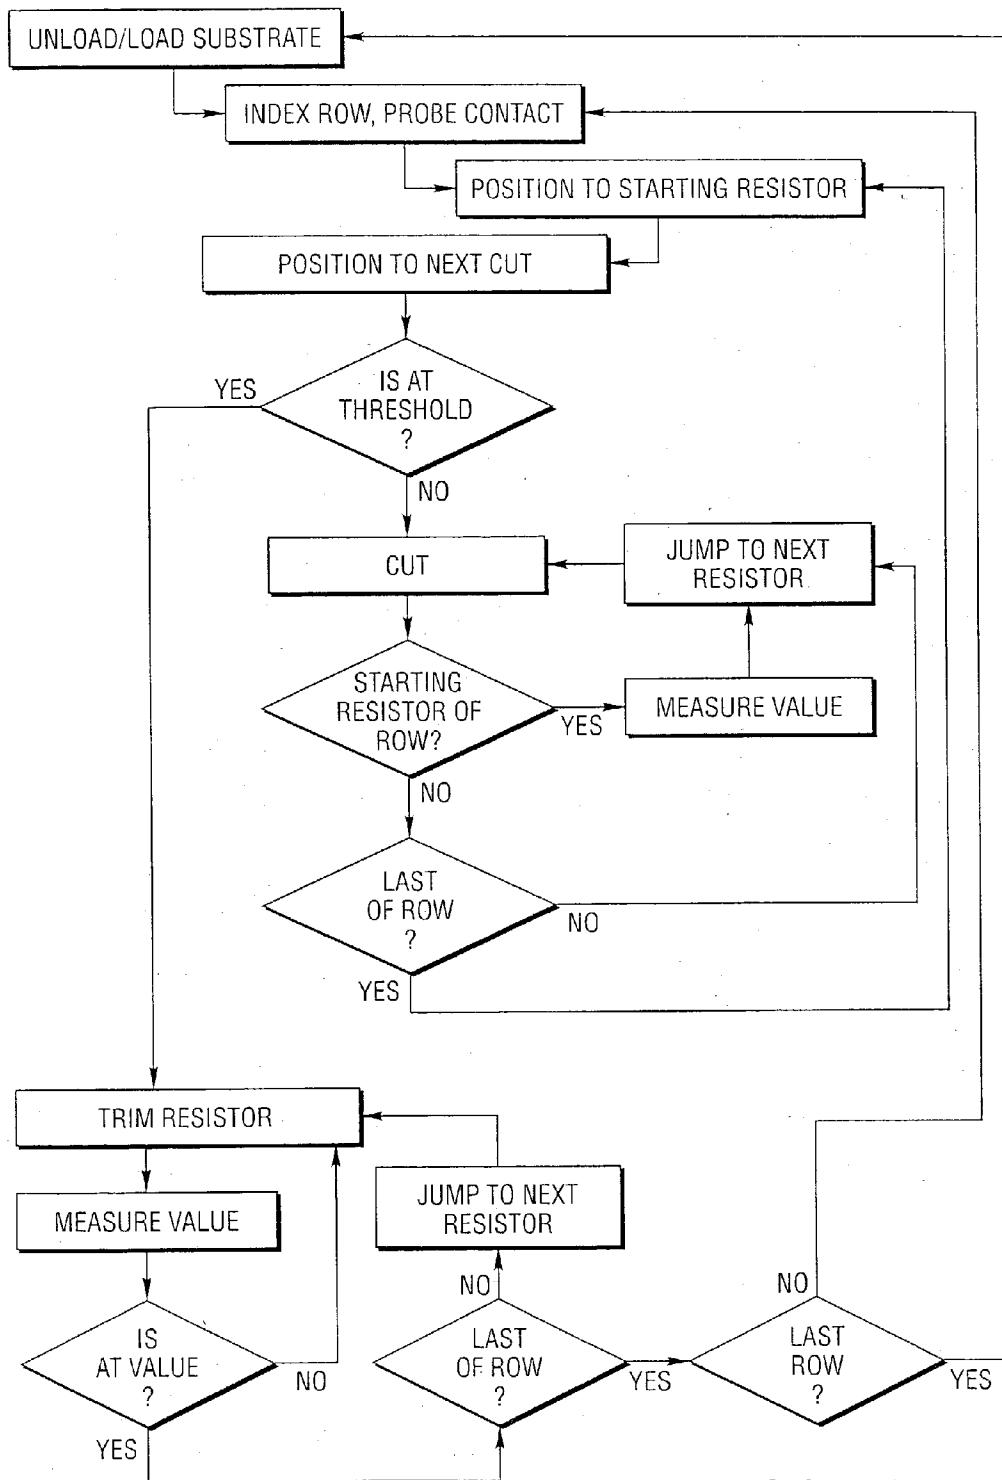 UNLOAD/LOAD SUBSTRATE
INDEX ROW, PROBE CONTACT
POSITION TO STARTING RESISTOR
POSITION TO NEXT CUT
YES
IS AT
THRESHOLD
?
NO
CUT
JUMP TO NEXT
RESISTOR
STARTING
RESISTOR OF
ROW?
YES
MEASURE VALUE
NO
LAST
OF ROW
?
NO
YES
TRIM RESISTOR
MEASURE VALUE
JUMP TO NEXT
RESISTOR
IS
AT VALUE
?
NO
YES
NO
LAST
OF ROW
?
YES
NO
LAST
ROW
?
YES